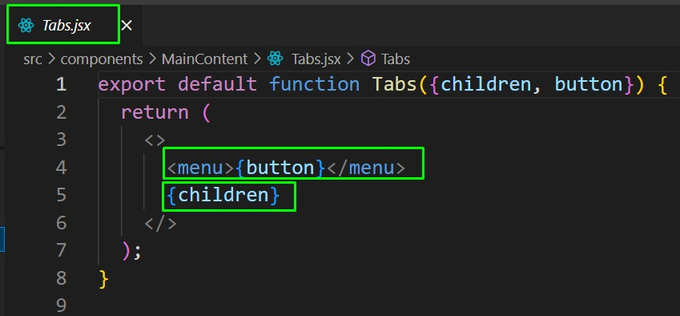 Tabs.jsx
src > components > MainContent > Tabs.jsx > Tabs
1 export default function Tabs({children, button}) {
2 return (
3 <>
4 <menu>{button}</menu>
5 {children}
6 </>
7 );
8 }
9